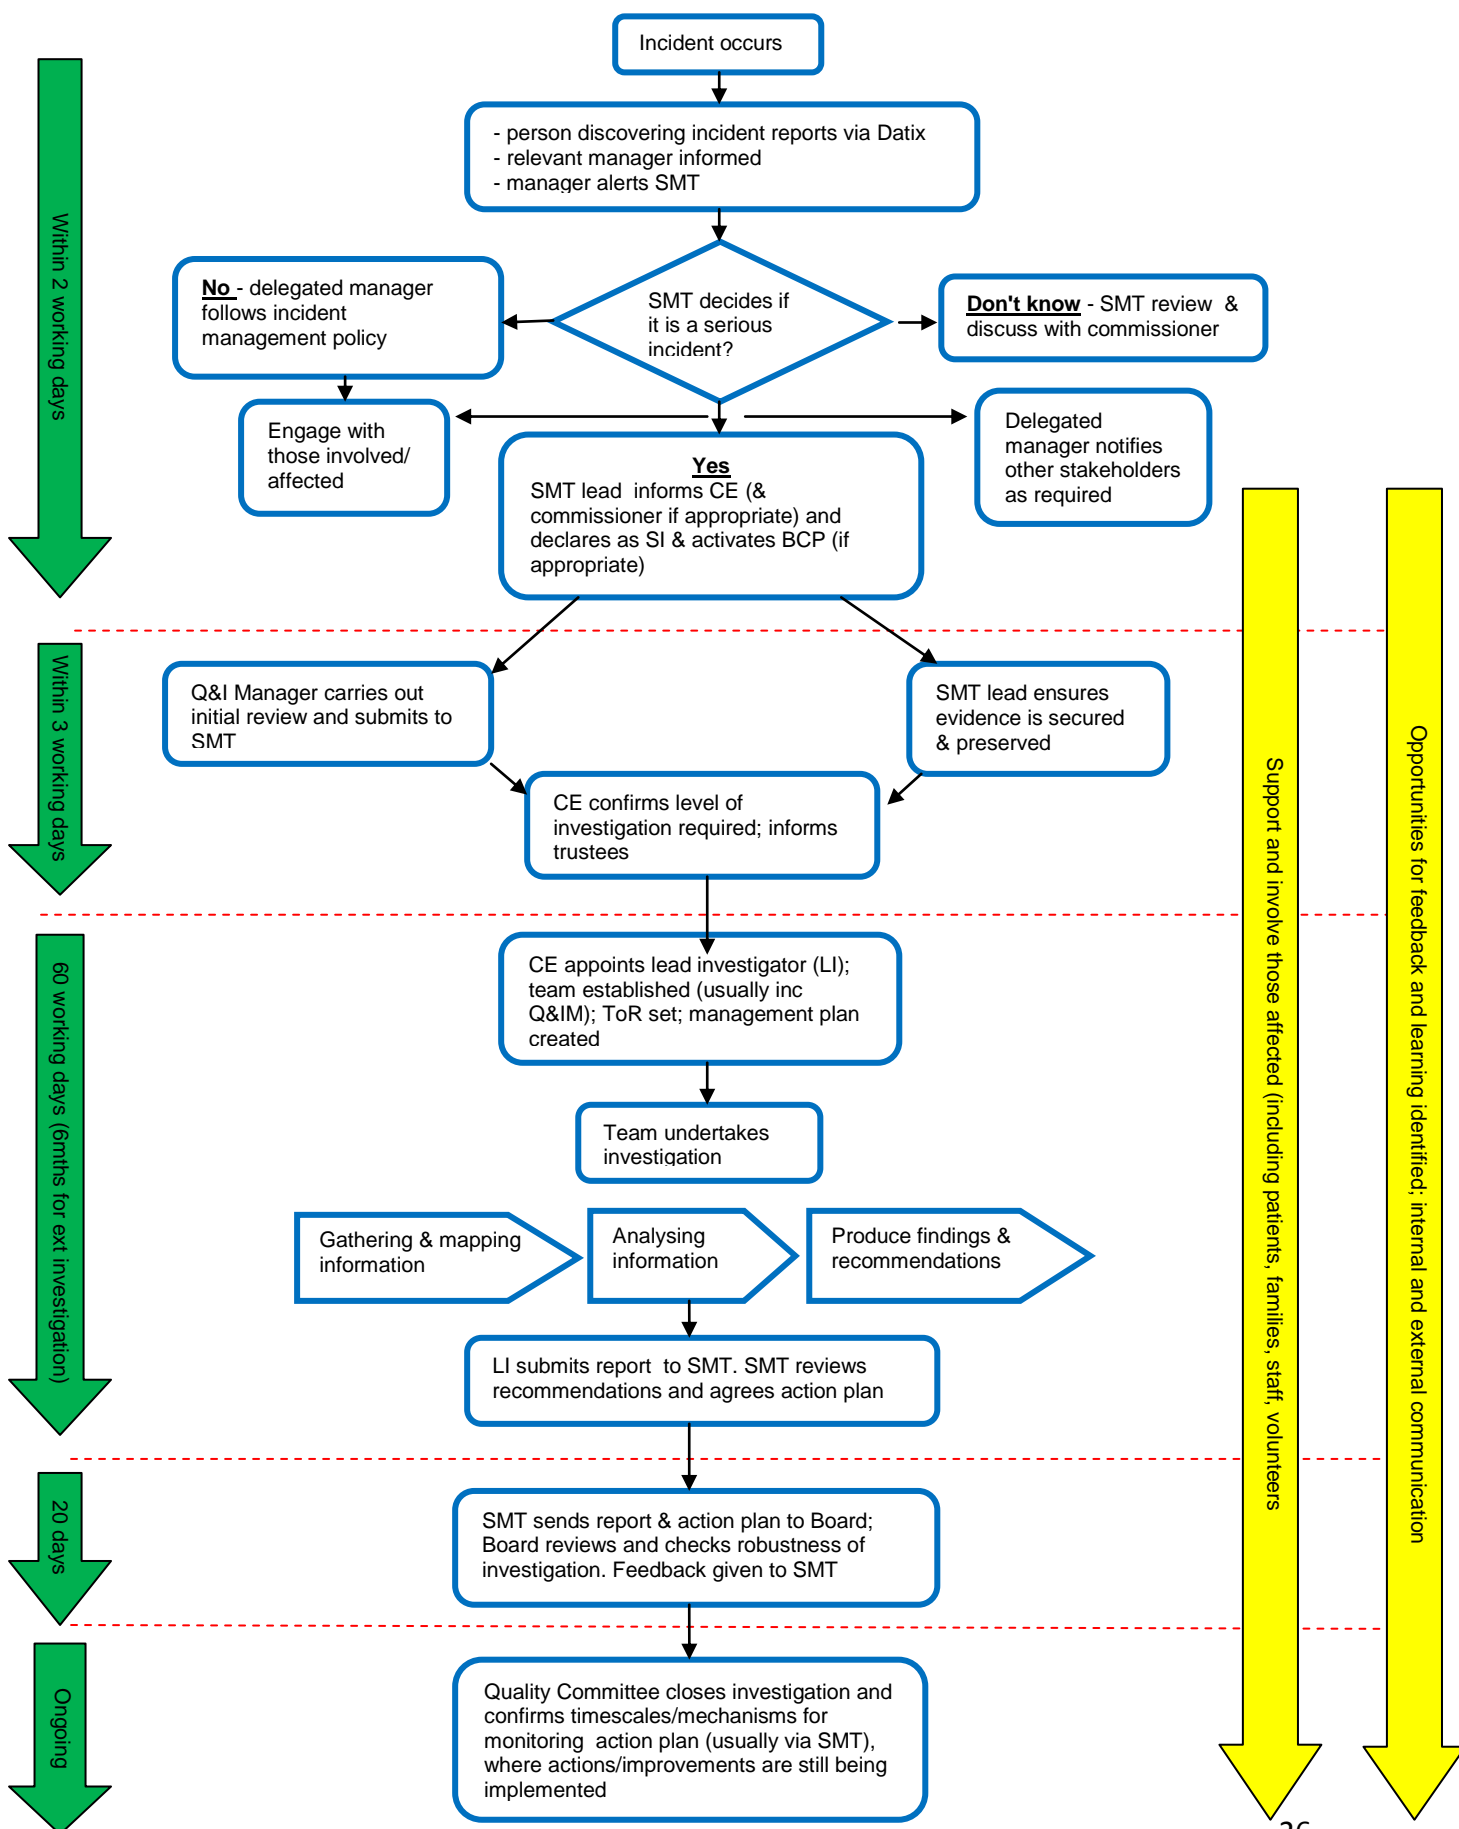 Incident occurs
- person discovering incident reports via Datix
- relevant manager informed
- manager alerts SMT
Within 2 working days
No - delegated manager
follows incident
management policy
SMT decides if
it is a serious
incident?
Don't know - SMT review &
discuss with commissioner
Engage with
those involved/
affected
Delegated
manager notifies
other stakeholders
as required
Yes
SMT lead informs CE (&
commissioner if appropriate) and
declares as SI & activates BCP (if
appropriate)
Within 3 working days
Q&I Manager carries out
initial review and submits to
SMT
SMT lead ensures
evidence is secured
& preserved
CE confirms level of
investigation required; informs
trustees
60 working days (6mths for ext investigation)
CE appoints lead investigator (LI);
team established (usually inc
Q&IM); ToR set; management plan
created
Team undertakes
investigation
Gathering & mapping
information
Analysing
information
Produce findings &
recommendations
LI submits report to SMT. SMT reviews
recommendations and agrees action plan
20 days
SMT sends report & action plan to Board;
Board reviews and checks robustness of
investigation. Feedback given to SMT
Ongoing
Quality Committee closes investigation and
confirms timescales/mechanisms for
monitoring action plan (usually via SMT),
where actions/improvements are still being
implemented
Support and involve those affected (including patients, families, staff, volunteers
Opportunities for feedback and learning identified; internal and external communication